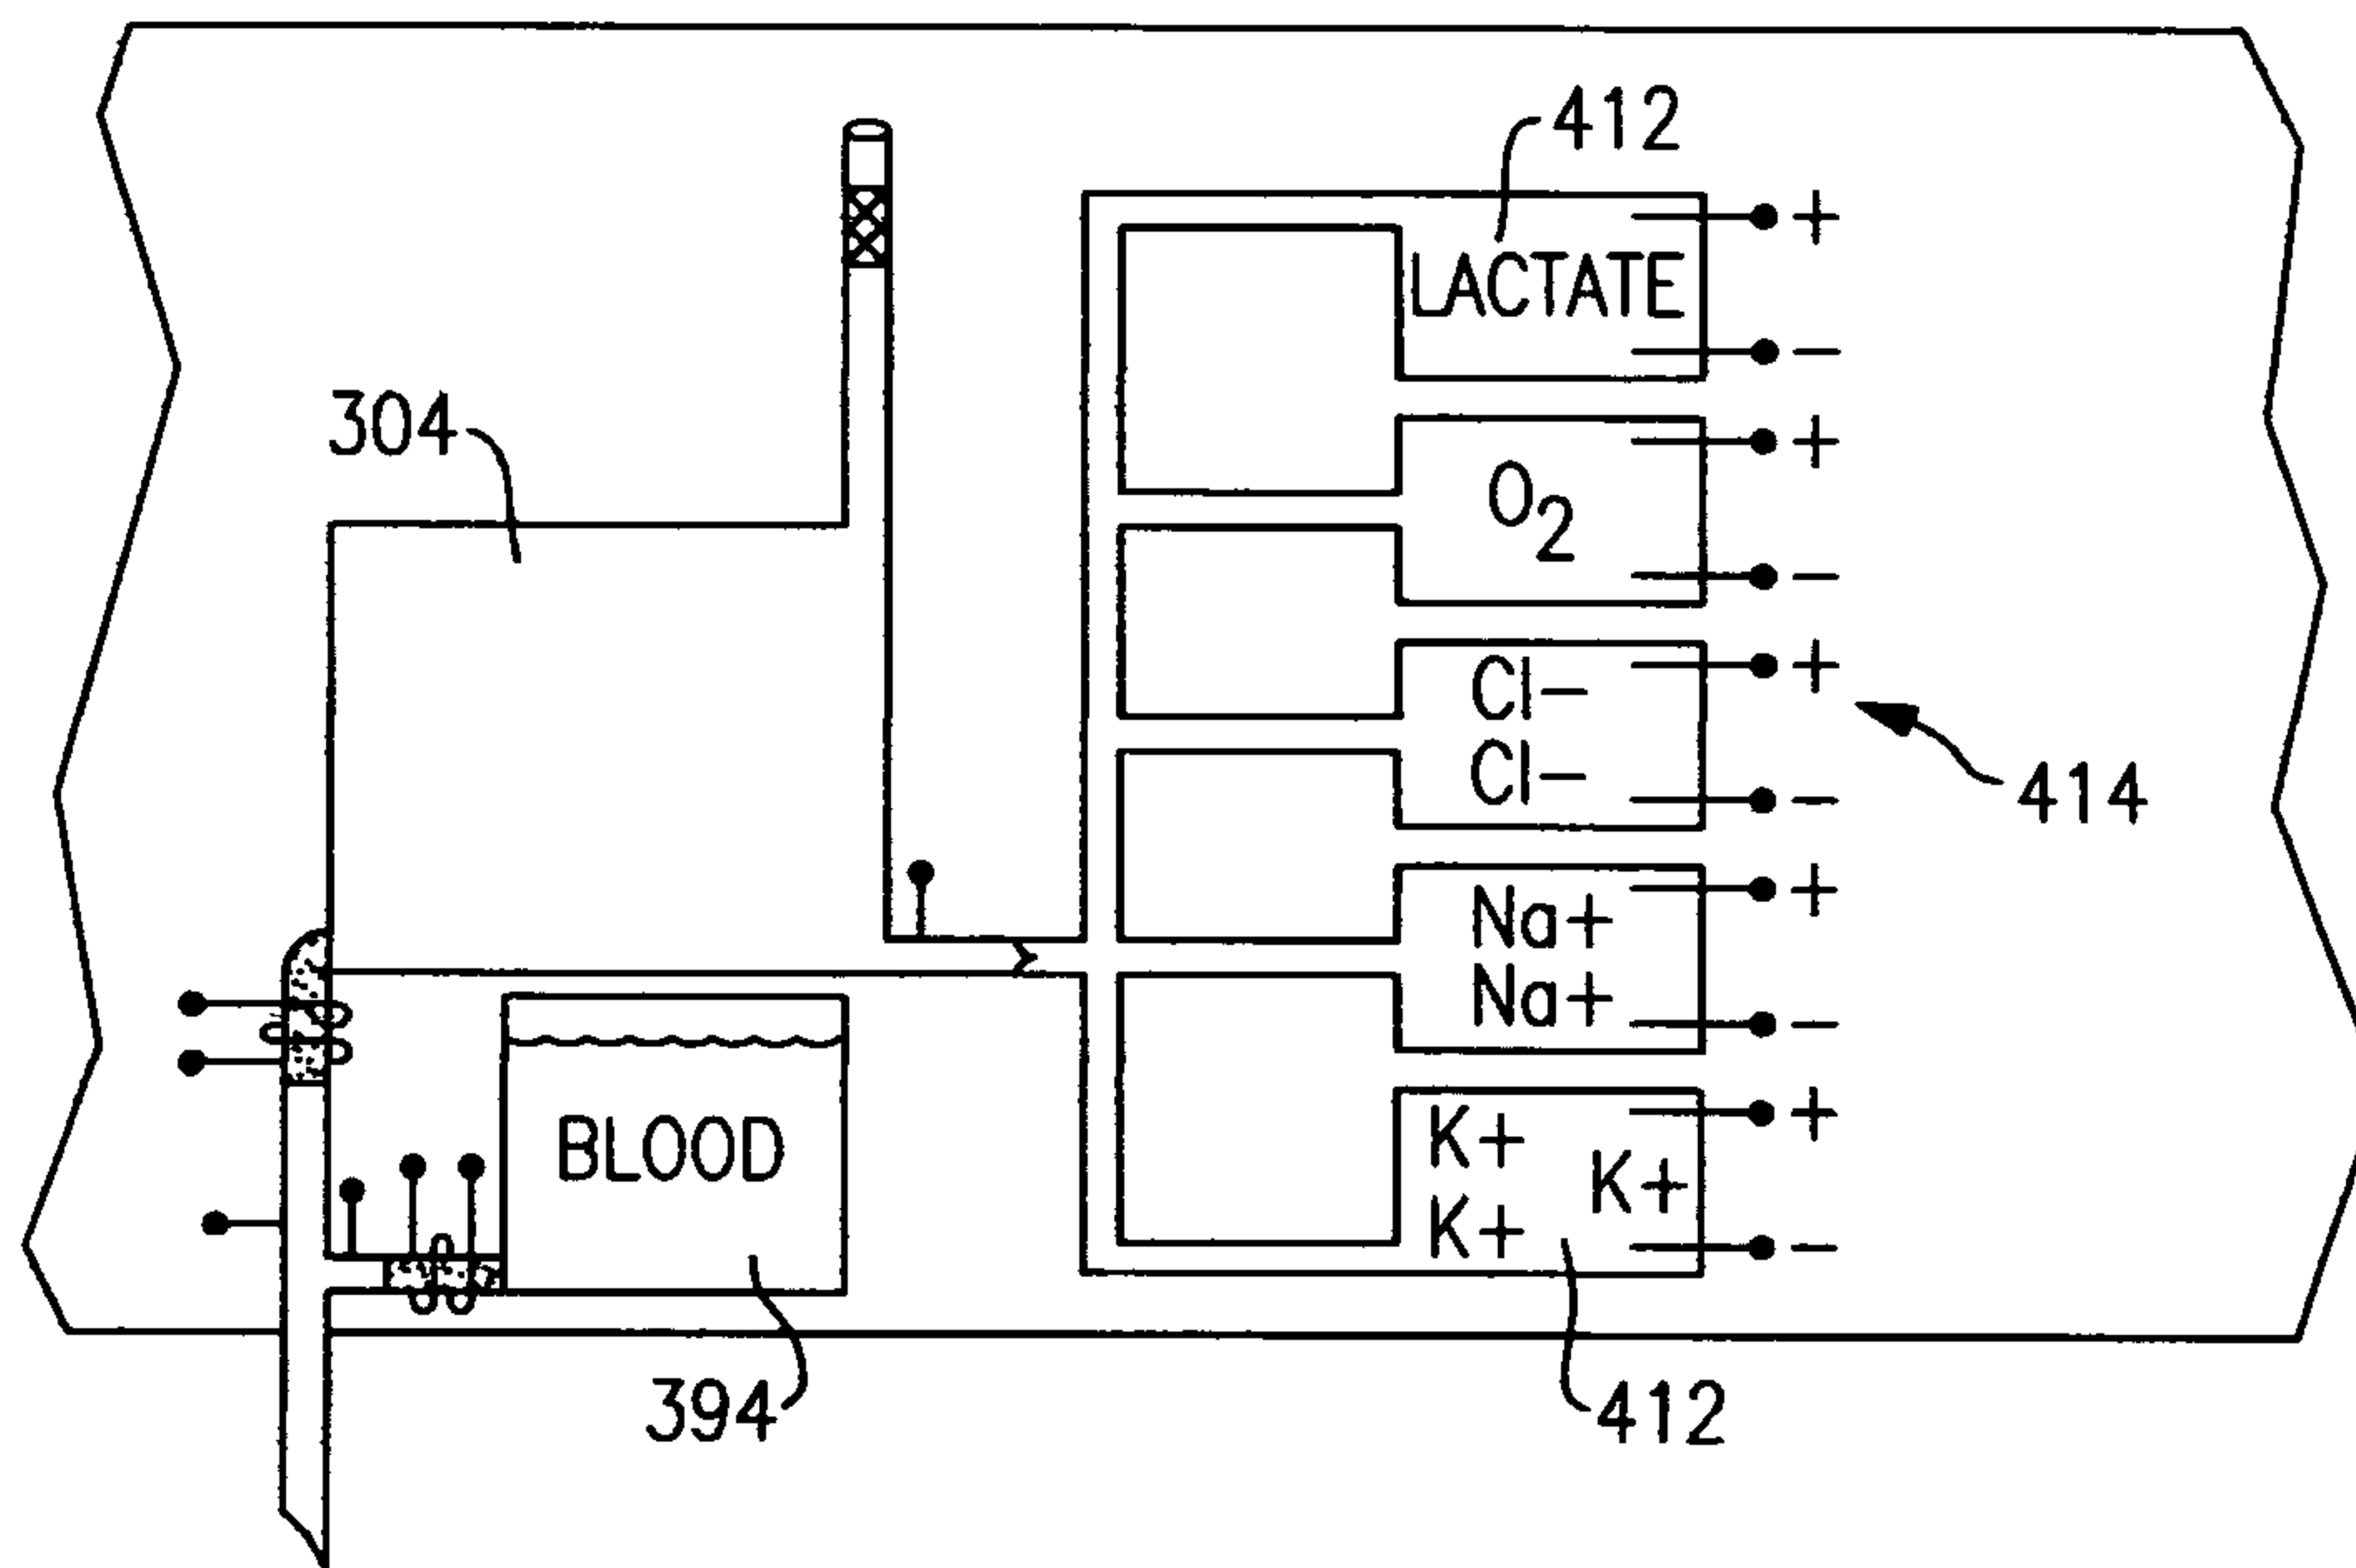 412
+
LACTATE
−
304
+
O2
−
+
Cl−
Cl−
−
414
+
Na+
Na+
−
BLOOD
+
K+
K+
K+
−
394
412